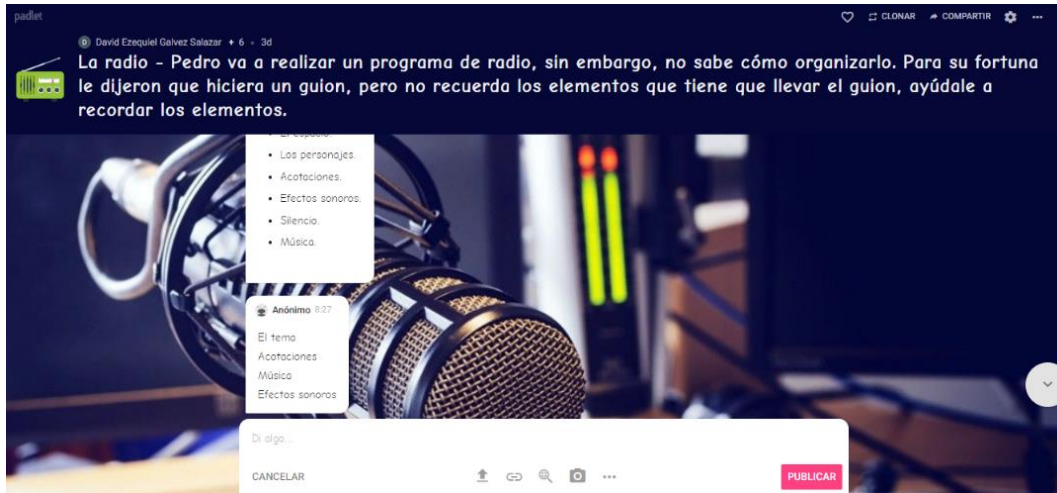 padlet
CLONAR
COMPARTIR
D David Ezequiel Galvez Salazar + 6 • 3d
La radio - Pedro va a realizar un programa de radio, sin embargo, no sabe cómo organizarlo. Para su fortuna
le dijeron que hiciera un guion, pero no recuerda los elementos que tiene que llevar el guion, ayúdale a
recordar los elementos.
• El espacio.
• Los personajes.
• Acotaciones.
• Efectos sonoros.
• Silencio.
• Música.
Anónimo 8:27
El tema
Acotaciones
Música
Efectos sonoros
Di algo...
CANCELAR
PUBLICAR